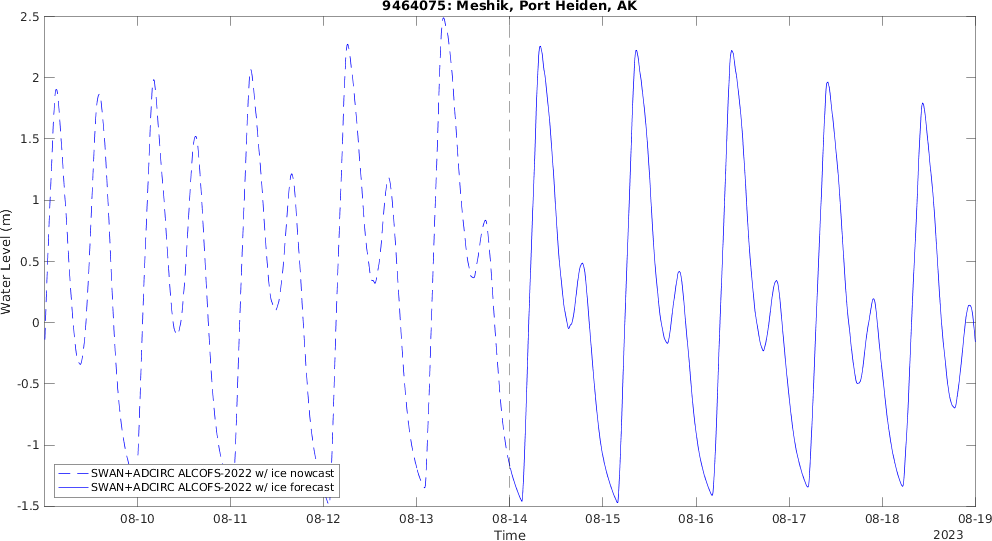 9464075: Meshik, Port Heiden, AK
2.5
2
1.5
1
0.5
0
-0.5
-1
-1.5
Water Level (m)
SWAN+ADCIRC ALCOFS-2022 w/ ice nowcast
SWAN+ADCIRC ALCOFS-2022 w/ ice forecast
08-10 08-11 08-12 08-13 08-14 08-15 08-16 08-17 08-18 08-19
Time
2023